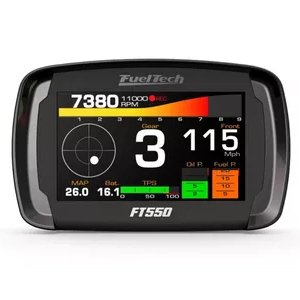 FuelTech
7380 11000 REC
RPM
1 2 3 4 5 6 7 8 9
Gear Front
3 115
Mph
Oil P. Fuel P.
MAP Bat. TPS
26.0 16.1
0 50 100
FT550